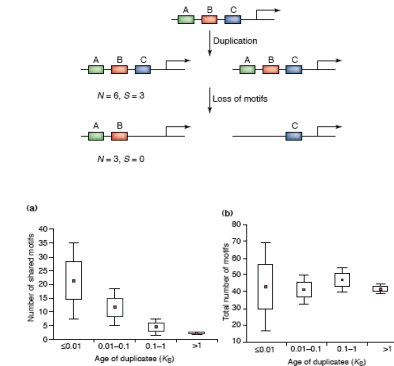 A B C
Duplication
A B C A B C
N = 6, S = 3
Loss of motifs
A B C
N = 3, S = 0
(a)
Number of shared motifs
40
35
30
25
20
15
10
5
0
≤0.01 0.01–0.1 0.1–1 >1
Age of duplicates (KS)
(b)
Total number of motifs
80
70
60
50
40
30
20
10
≤0.01 0.01–0.1 0.1–1 >1
Age of duplicates (KS)